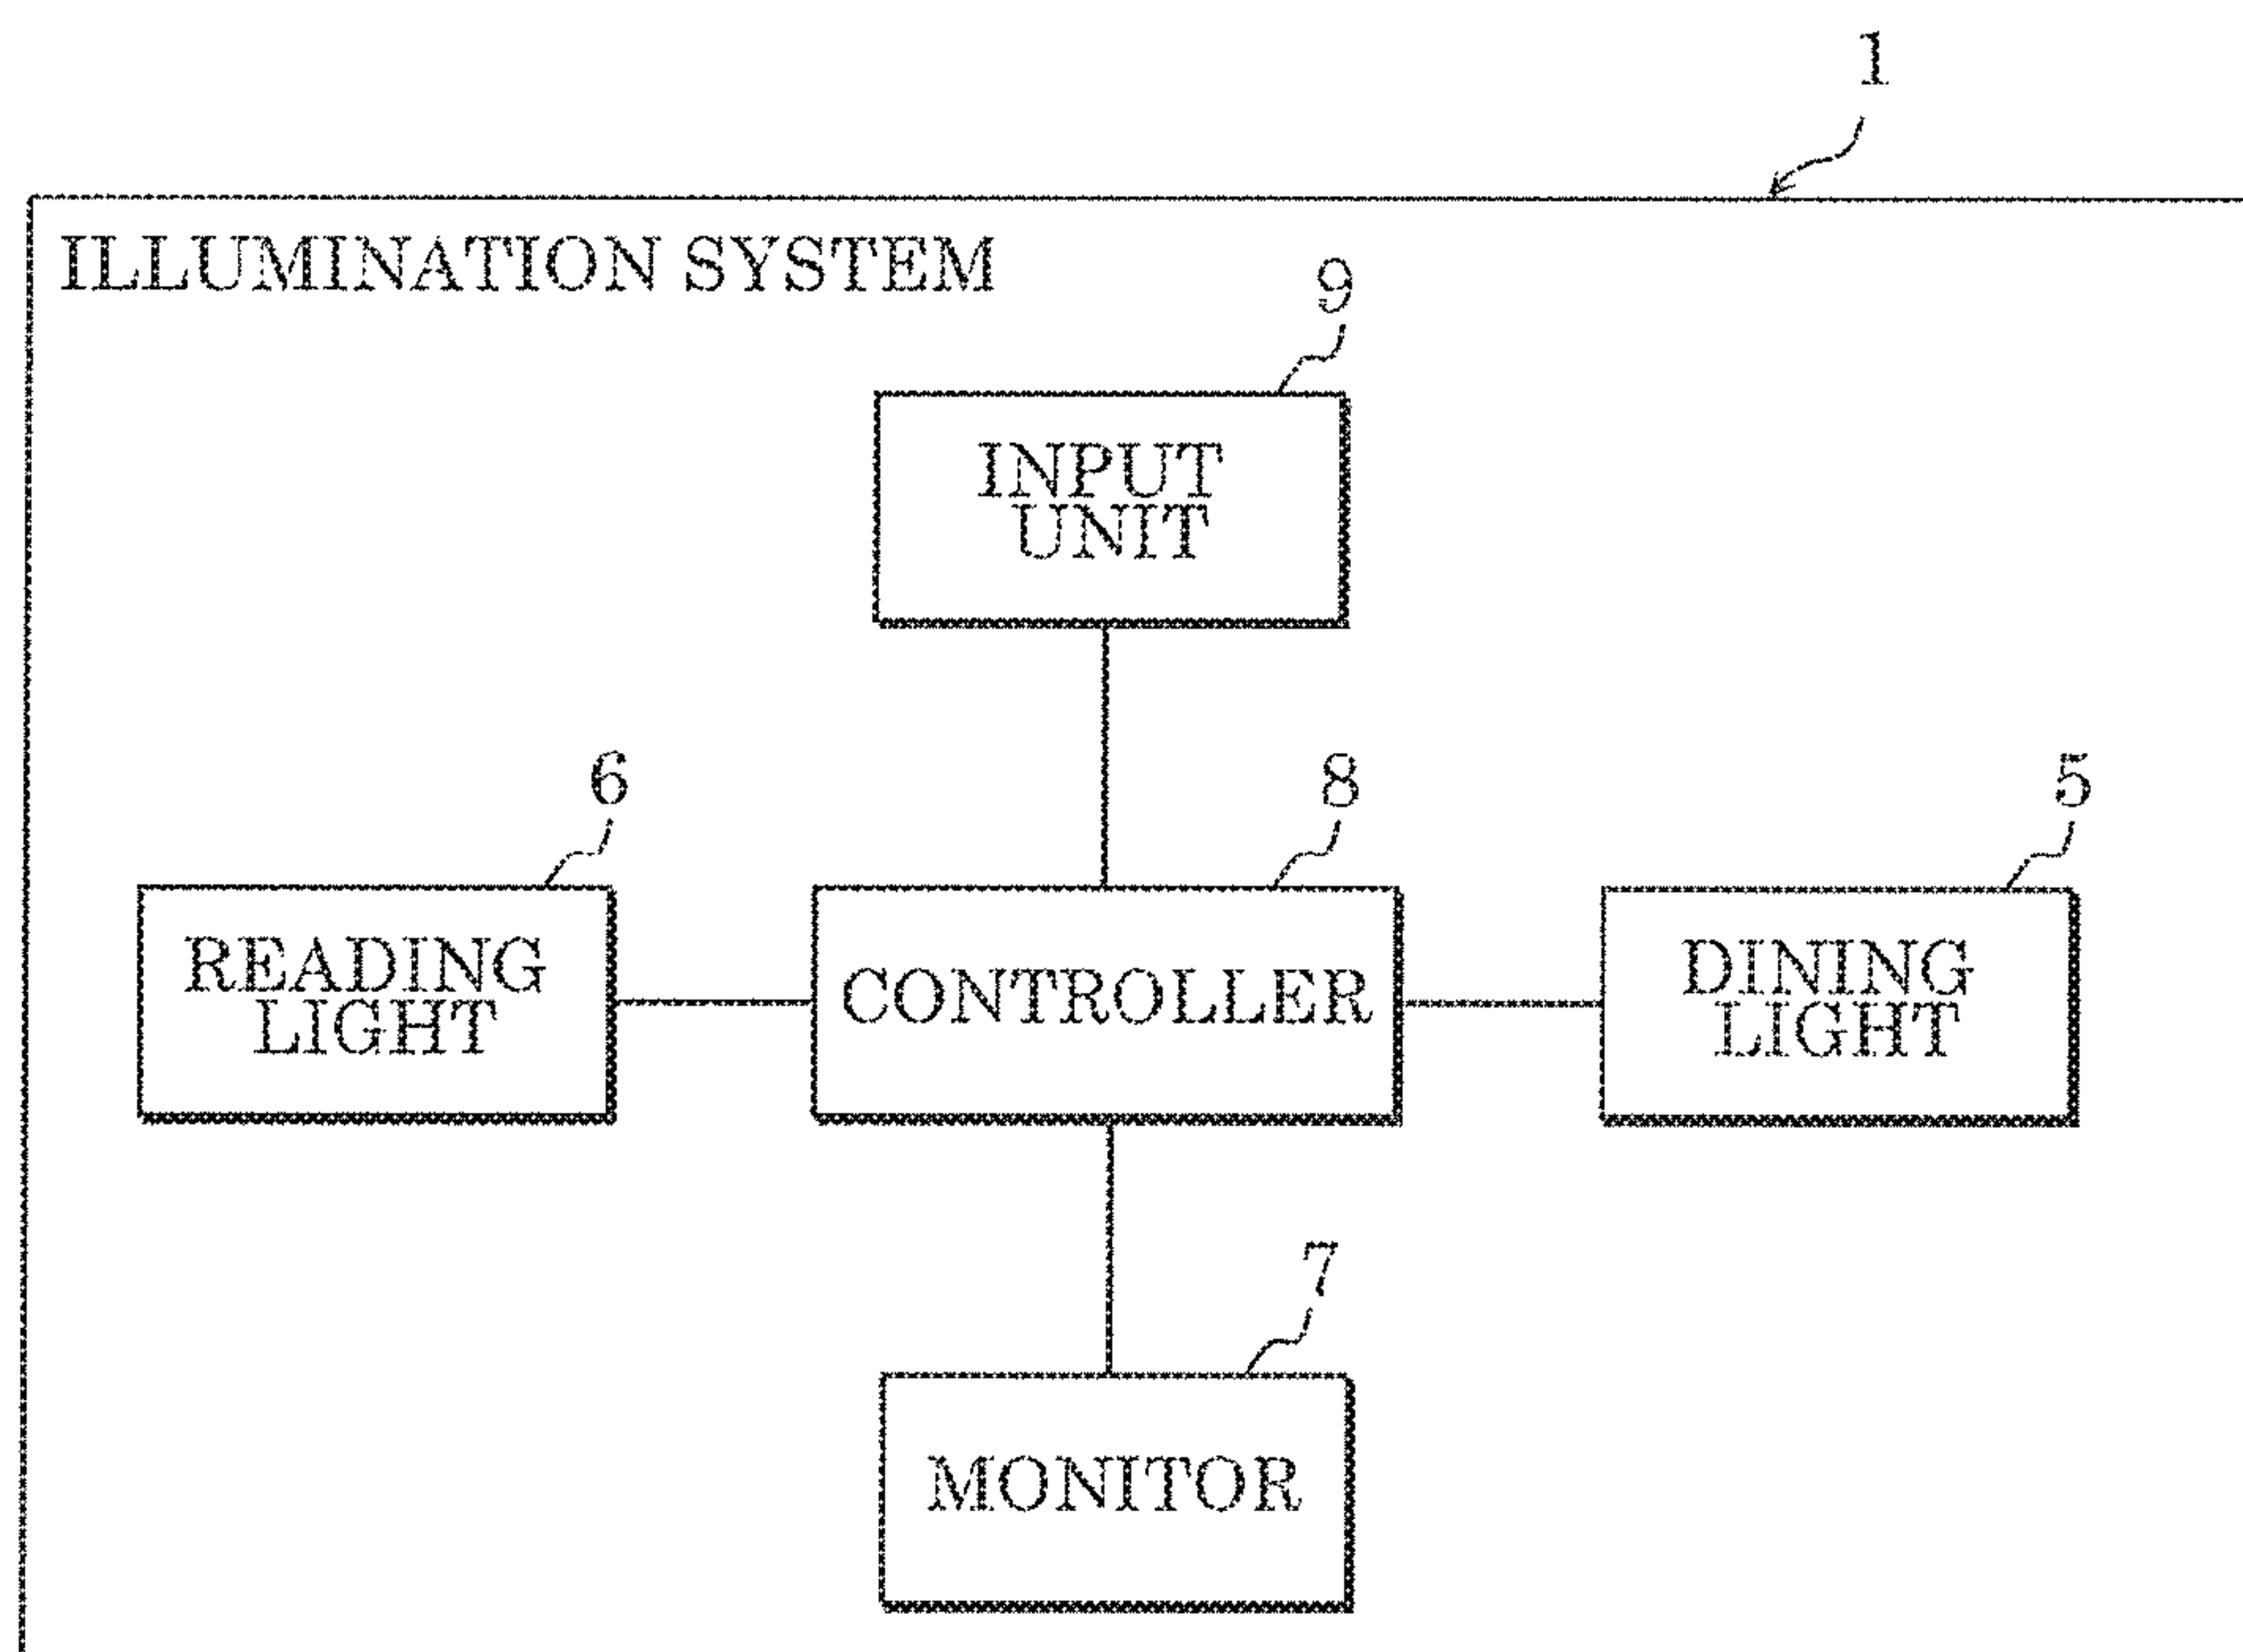 1
ILLUMINATION SYSTEM
9
INPUT
UNIT
6
8
5
READING
LIGHT
CONTROLLER
DINING
LIGHT
7
MONITOR